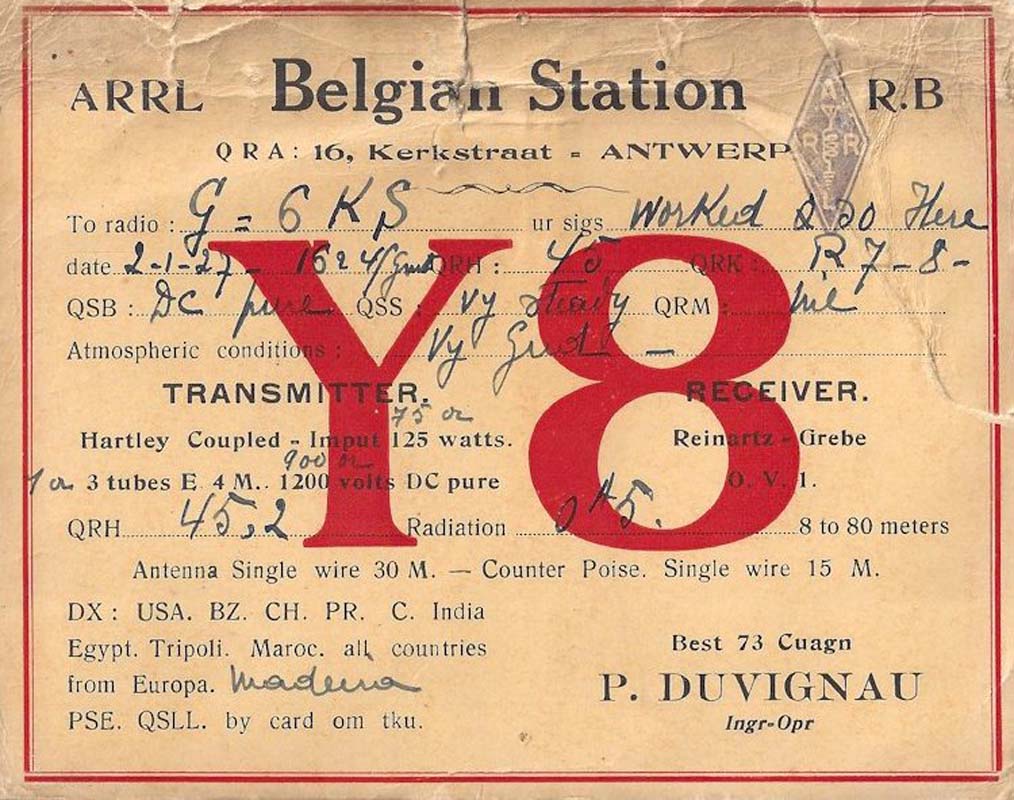 ARRL Belgian Station R.B
QRA: 16, Kerkstraat = ANTWERP
To radio : G = 6KS ur sigs Worked Here
date 2-1-27- QRH : 45 QRK : R 7-8-
QSB : DC pure QSS : vy steady QRM : 
Atmospheric conditions : Vy Gud —
Y8
TRANSMITTER. RECEIVER.
75 or
Hartley Coupled - Imput 125 watts. Reinartz - Grebe
900 or
1 or 3 tubes E. 4 M.. 1200 volts DC pure O. V. 1.
QRH 45,2 Radiation 8 to 80 meters
Antenna Single wire 30 M. — Counter Poise. Single wire 15 M.
DX : USA. BZ. CH. PR. C. India
Egypt. Tripoli. Maroc. all countries
from Europa. Madeira
PSE. QSLL. by card om tku.
Best 73 Cuagn
P. DUVIGNAU
Ingr-Opr